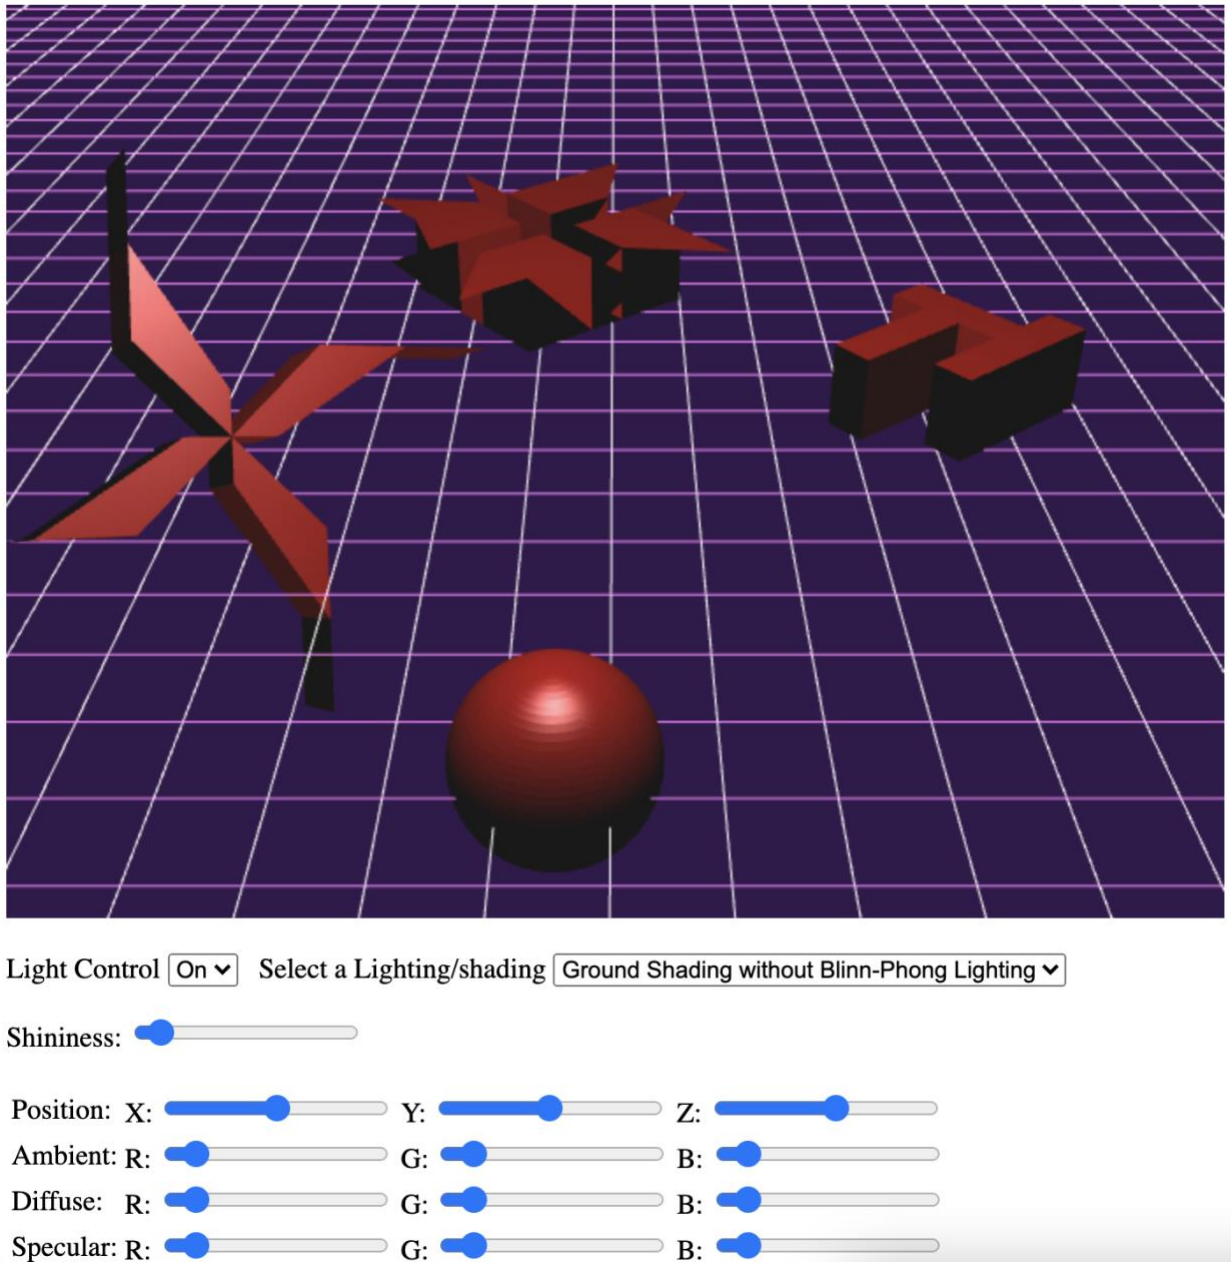 Light Control On Select a Lighting/shading Ground Shading without Blinn-Phong Lighting
Shininess:
Position: X: Y: Z:
Ambient: R: G: B:
Diffuse: R: G: B:
Specular: R: G: B: